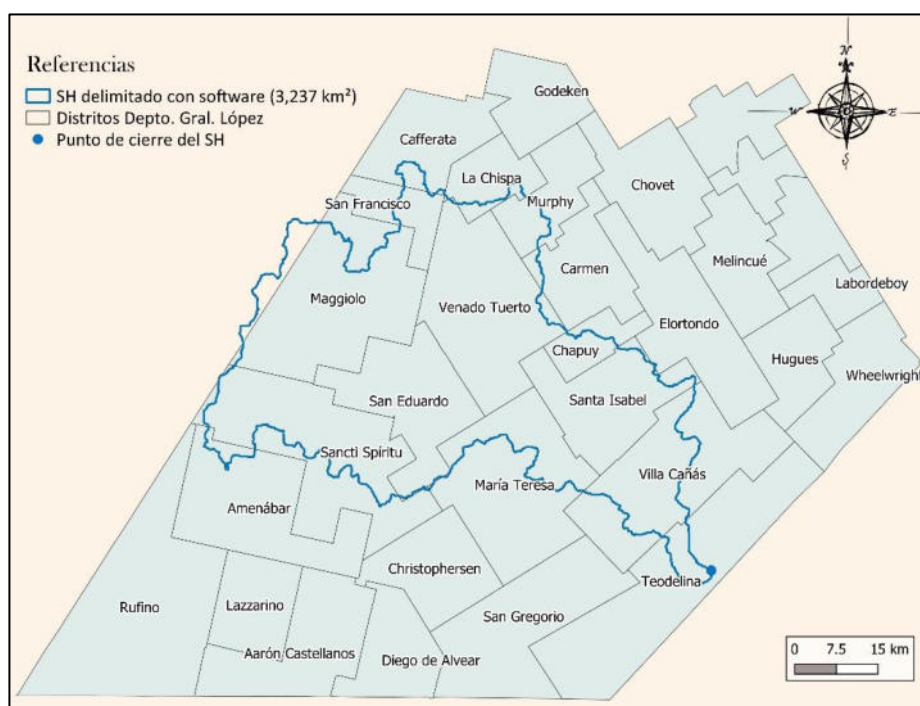 Referencias
SH delimitado con software (3,237 km²)
Distritos Depto. Gral. López
Punto de cierre del SH
N
W
E
S
Godeken
Cafferata
La Chispa
Chovet
San Francisco
Murphy
Melincué
Carmen
Labordeboy
Maggiolo
Venado Tuerto
Elortondo
Chapuy
Hugues
Wheelwright
San Eduardo
Santa Isabel
Sancti Spíritu
Villa Cañás
María Teresa
Amenábar
Christophersen
Teodelina
Rufino
Lazzarino
San Gregorio
Aarón Castellanos
Diego de Alvear
0 7.5 15 km